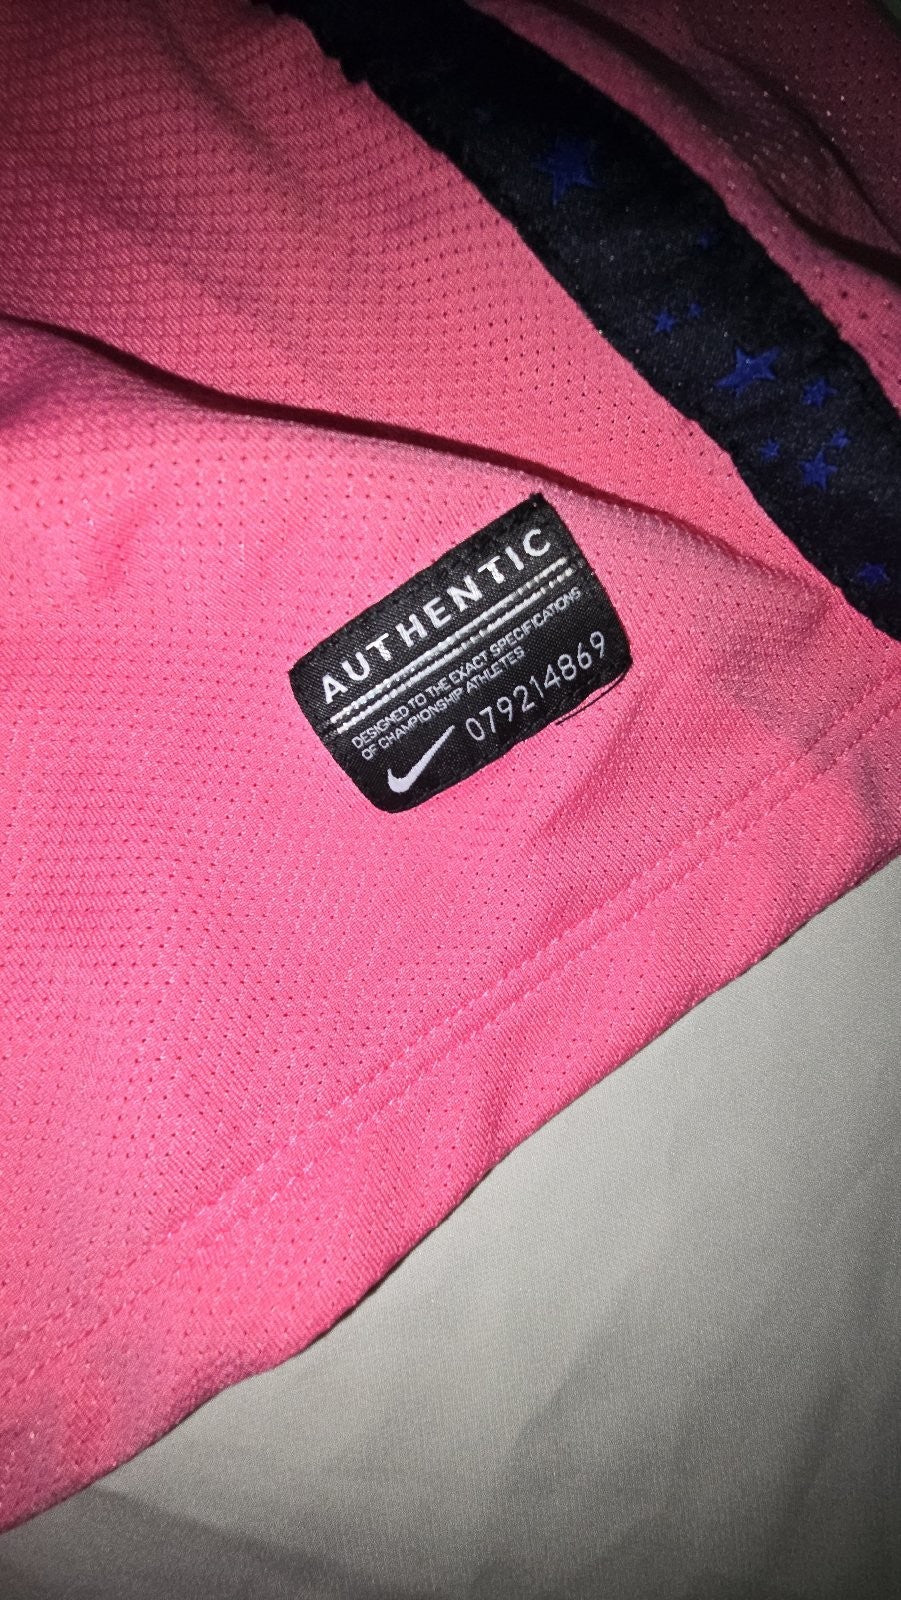 AUTHENTIC
DESIGNED TO THE EXACT SPECIFICATIONS
OF CHAMPIONSHIP ATHLETES
079214869